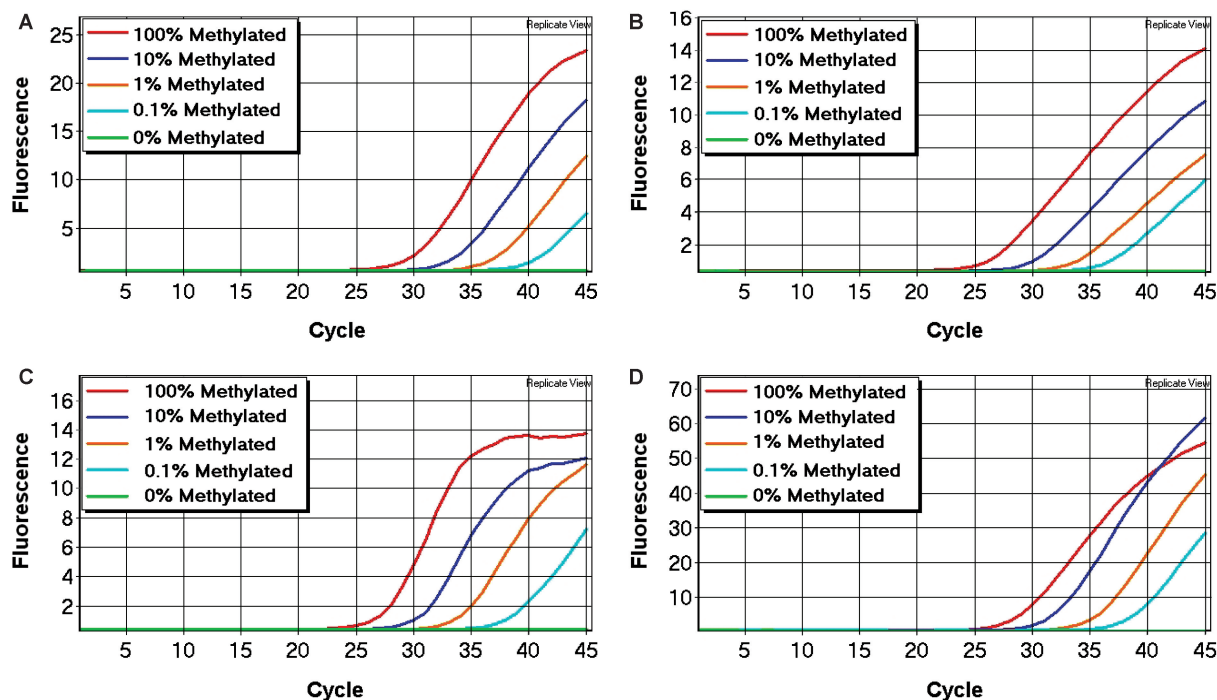 A
Replicate View
100% Methylated
10% Methylated
1% Methylated
0.1% Methylated
0% Methylated
Fluorescence
25
20
15
10
5
5 10 15 20 25 30 35 40 45
Cycle
B
Replicate View
100% Methylated
10% Methylated
1% Methylated
0.1% Methylated
0% Methylated
Fluorescence
16
14
12
10
8
6
4
2
5 10 15 20 25 30 35 40 45
Cycle
C
Replicate View
100% Methylated
10% Methylated
1% Methylated
0.1% Methylated
0% Methylated
Fluorescence
16
14
12
10
8
6
4
2
5 10 15 20 25 30 35 40 45
Cycle
D
Replicate View
100% Methylated
10% Methylated
1% Methylated
0.1% Methylated
0% Methylated
Fluorescence
70
60
50
40
30
20
10
5 10 15 20 25 30 35 40 45
Cycle